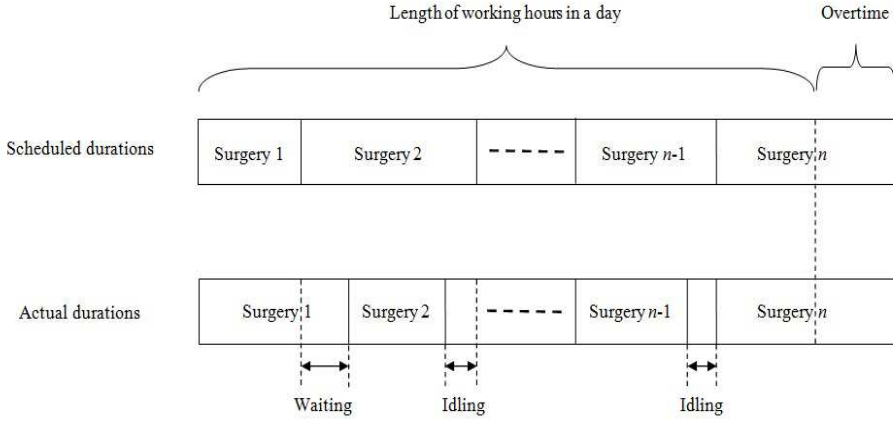 Length of working hours in a day
Overtime
Scheduled durations
Surgery 1
Surgery 2
Surgery n-1
Surgery n
Actual durations
Surgery 1
Surgery 2
Surgery n-1
Surgery n
Waiting
Idling
Idling